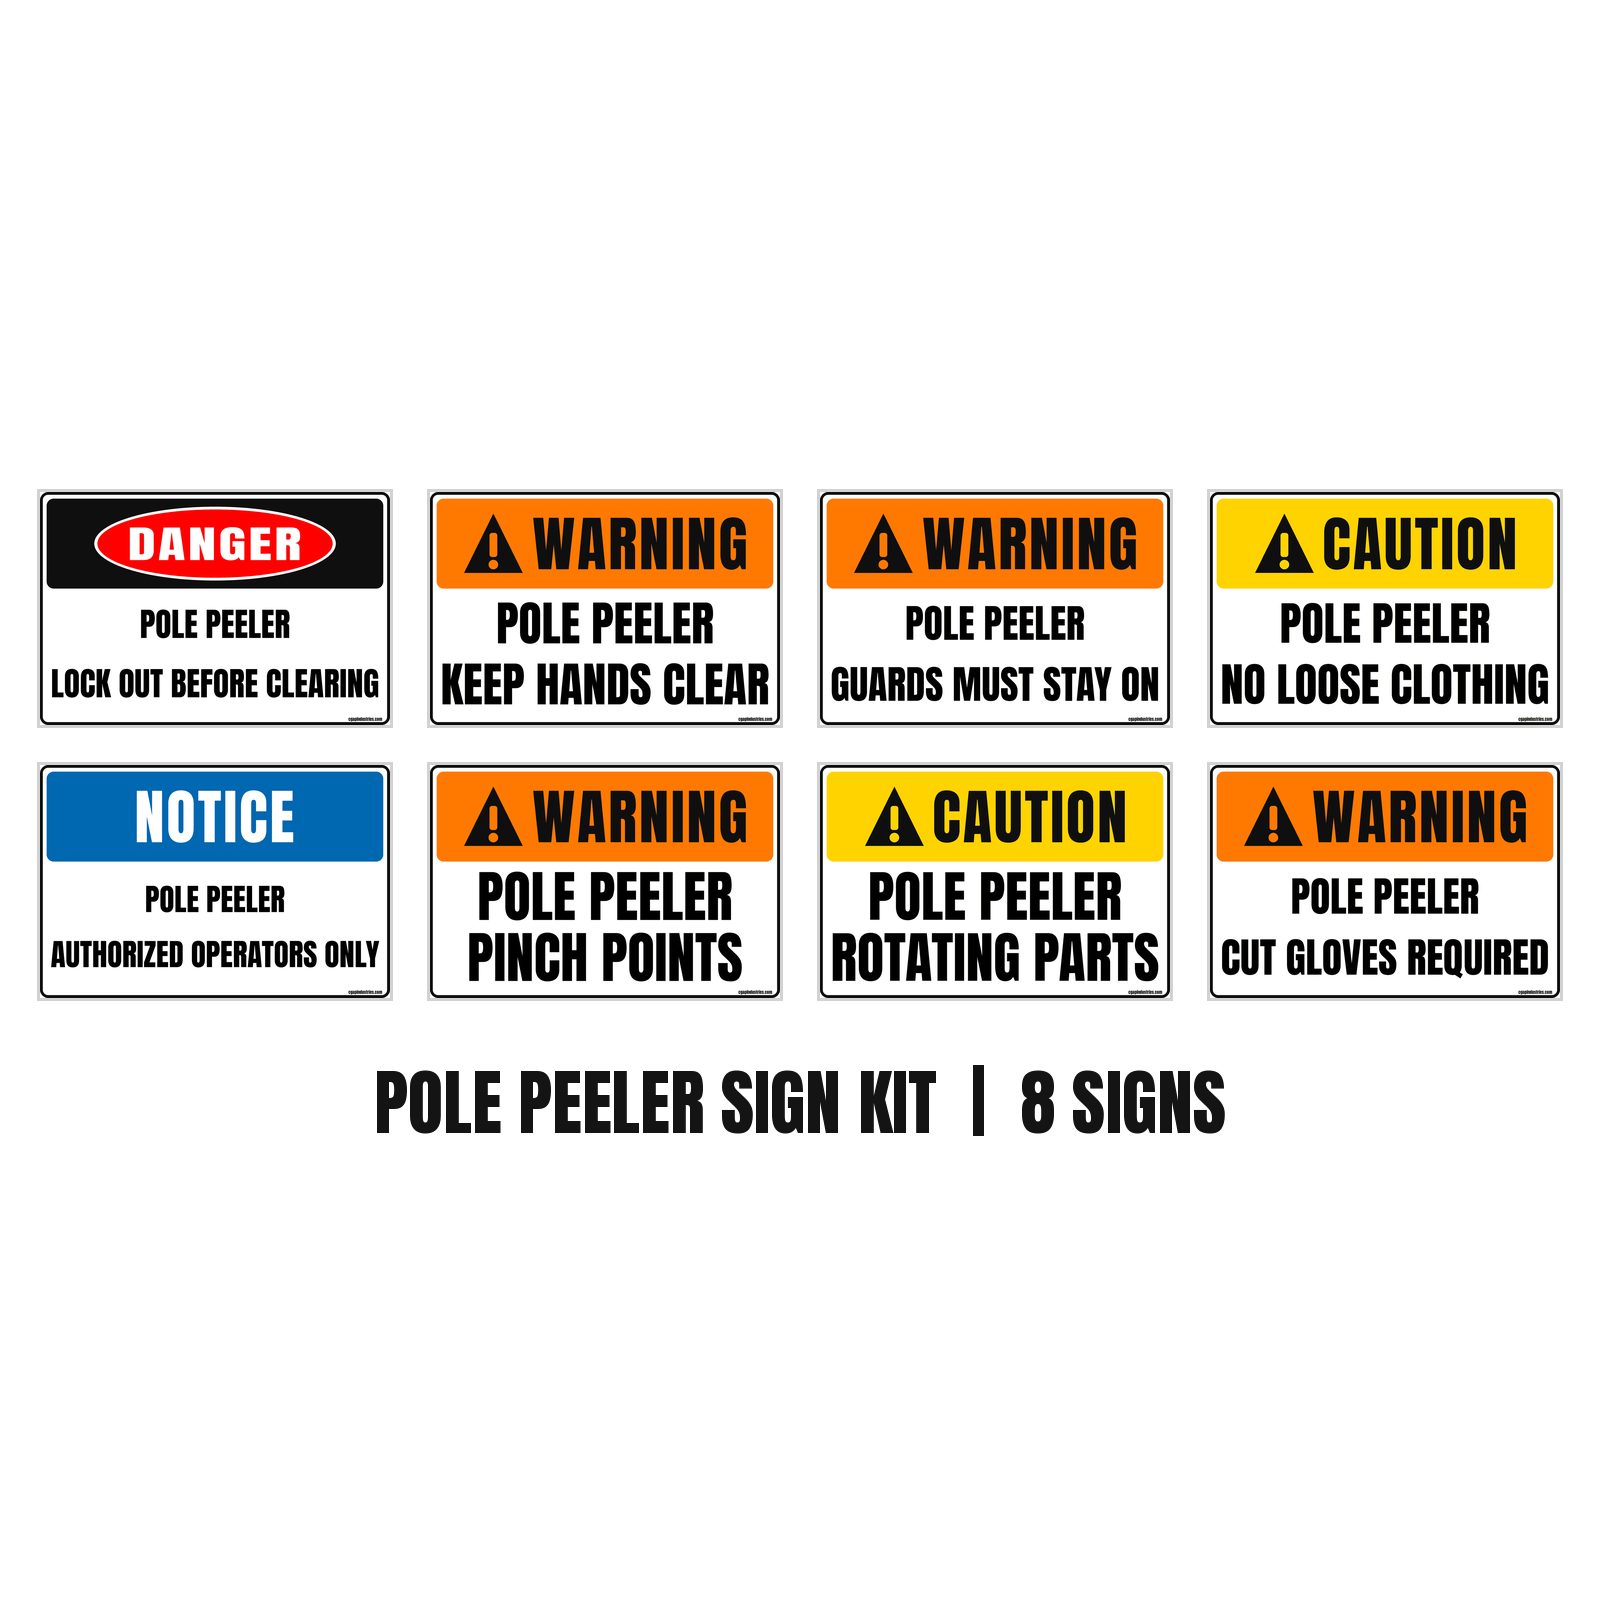 DANGER
POLE PEELER
LOCK OUT BEFORE CLEARING
WARNING
POLE PEELER
KEEP HANDS CLEAR
WARNING
POLE PEELER
GUARDS MUST STAY ON
CAUTION
POLE PEELER
NO LOOSE CLOTHING
NOTICE
POLE PEELER
AUTHORIZED OPERATORS ONLY
WARNING
POLE PEELER
PINCH POINTS
CAUTION
POLE PEELER
ROTATING PARTS
WARNING
POLE PEELER
CUT GLOVES REQUIRED
POLE PEELER SIGN KIT | 8 SIGNS